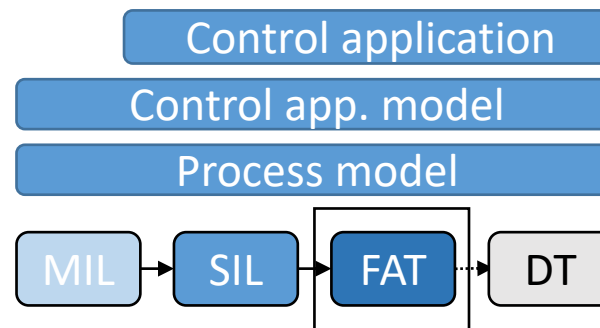 Control application
Control app. model
Process model
MIL SIL FAT DT